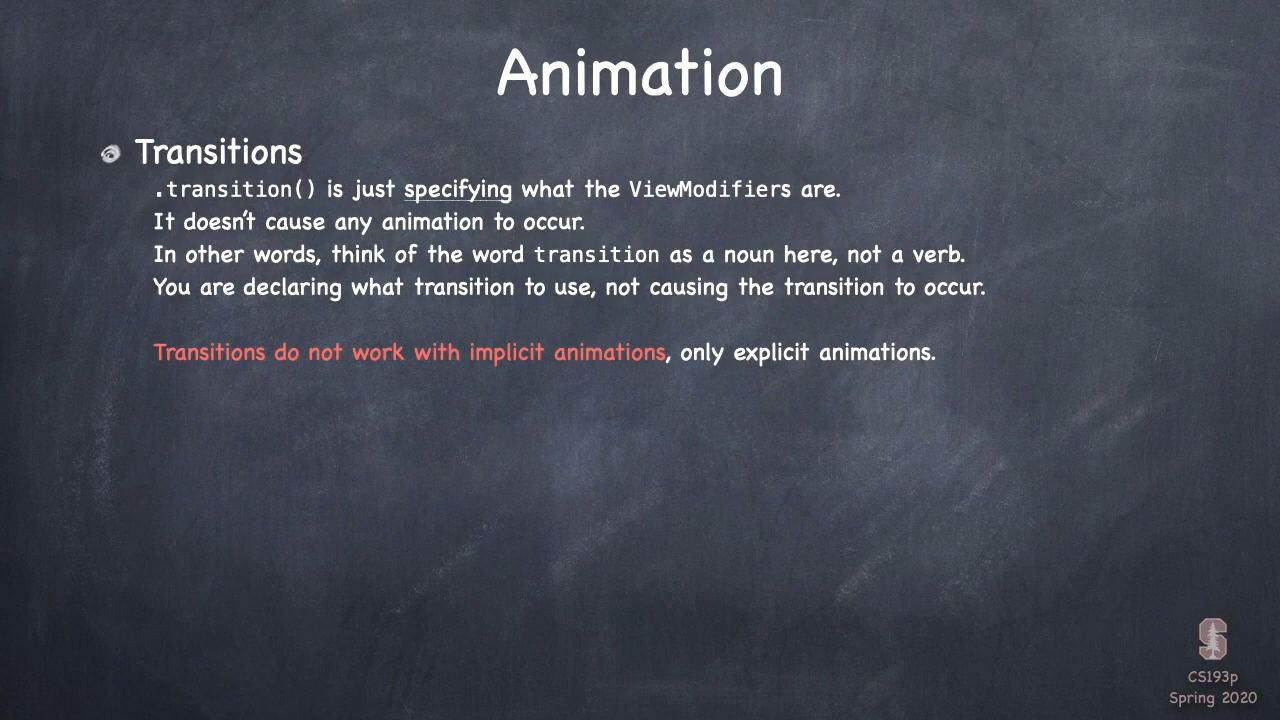 Animation
Transitions
.transition() is just specifying what the ViewModifiers are.
It doesn't cause any animation to occur.
In other words, think of the word transition as a noun here, not a verb.
You are declaring what transition to use, not causing the transition to occur.
Transitions do not work with implicit animations, only explicit animations.
S
CS193p
Spring 2020